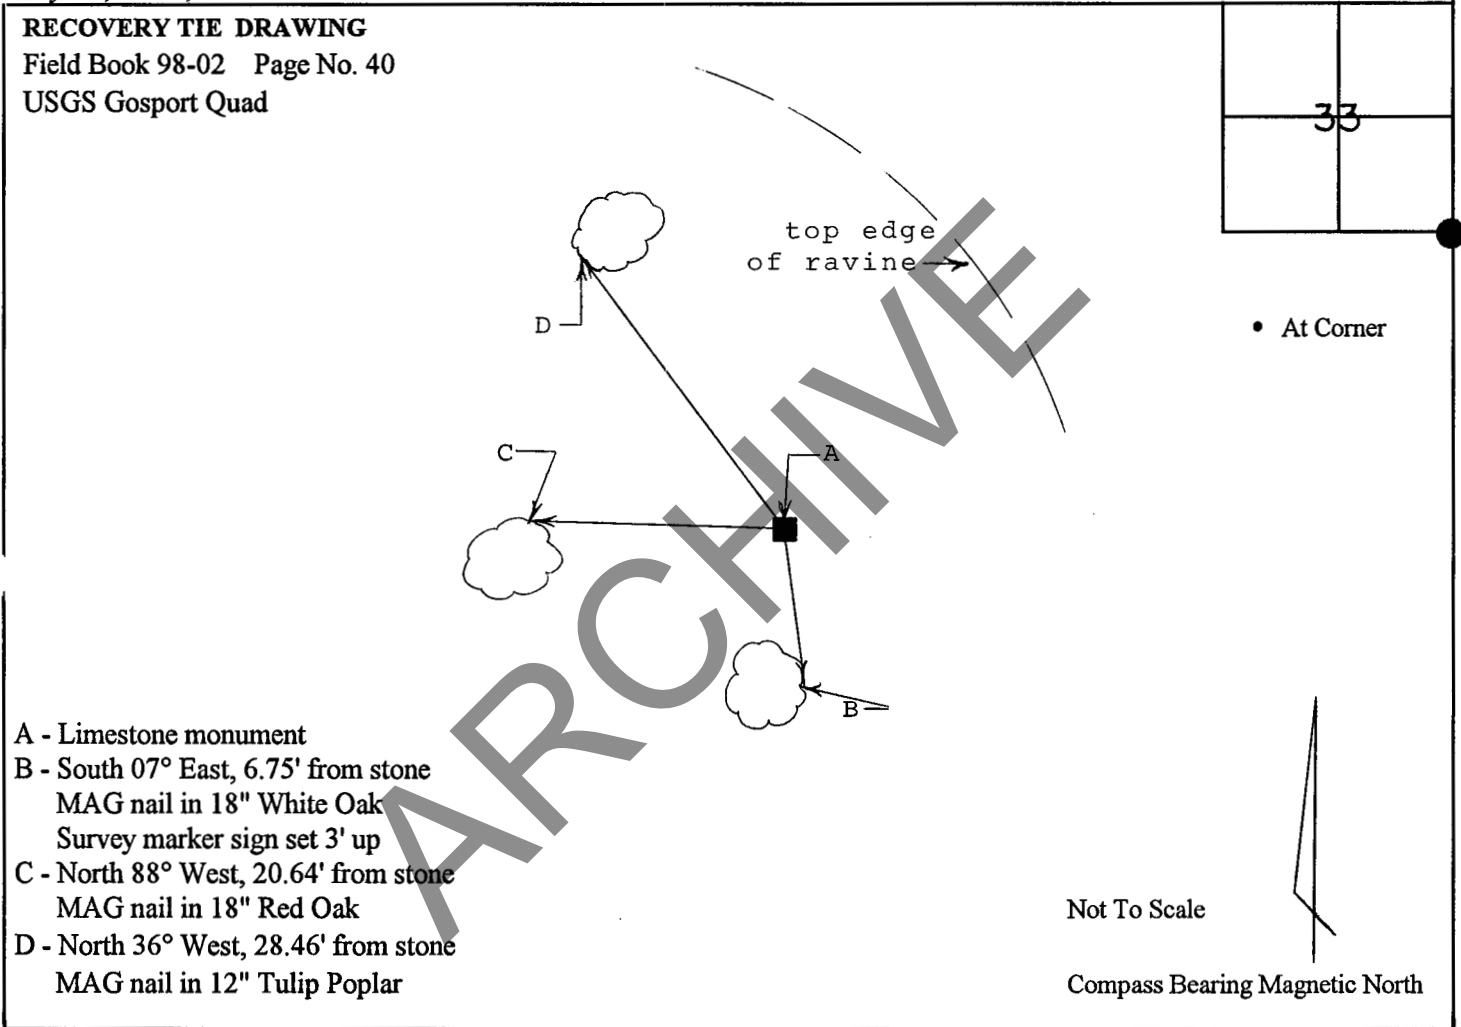 RECOVERY TIE DRAWING
Field Book 98-02 Page No. 40
USGS Gosport Quad
33
top edge
of ravine
D
• At Corner
C
A
B
A - Limestone monument
B - South 07° East, 6.75' from stone
MAG nail in 18" White Oak
Survey marker sign set 3' up
C - North 88° West, 20.64' from stone
MAG nail in 18" Red Oak
D - North 36° West, 28.46' from stone
MAG nail in 12" Tulip Poplar
Not To Scale
Compass Bearing Magnetic North
ARCHIVE